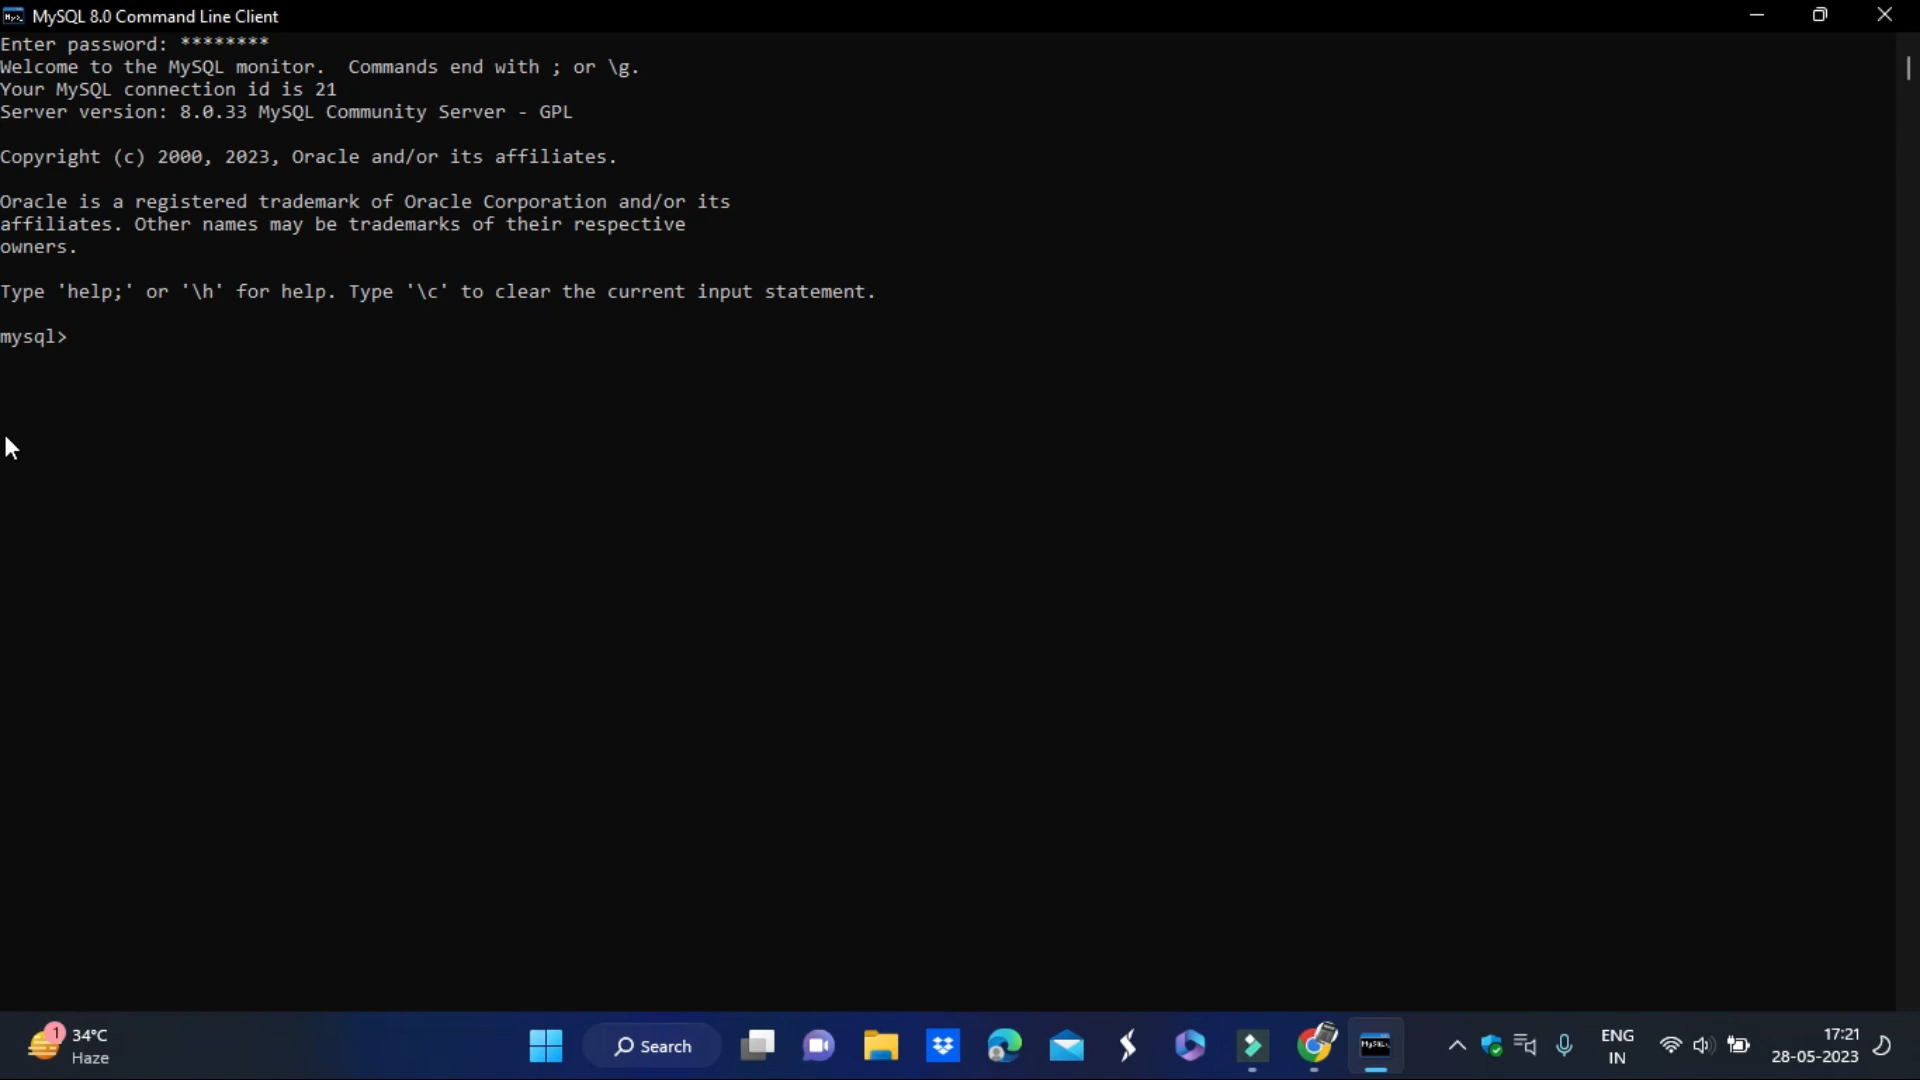 MySQL 8.0 Command Line Client
Enter password: ********
Welcome to the MySQL monitor.  Commands end with ; or \g.
Your MySQL connection id is 21
Server version: 8.0.33 MySQL Community Server - GPL
Copyright (c) 2000, 2023, Oracle and/or its affiliates.
Oracle is a registered trademark of Oracle Corporation and/or its
affiliates. Other names may be trademarks of their respective
owners.
Type 'help;' or '\h' for help. Type '\c' to clear the current input statement.
mysql>
1
34°C
Haze
Search
MySQL
ENG
IN
17:21
28-05-2023